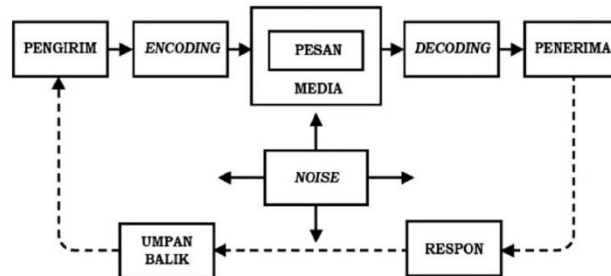 PENGIRIM
ENCODING
PESAN
MEDIA
DECODING
PENERIMA
NOISE
UMPAN
BALIK
RESPON